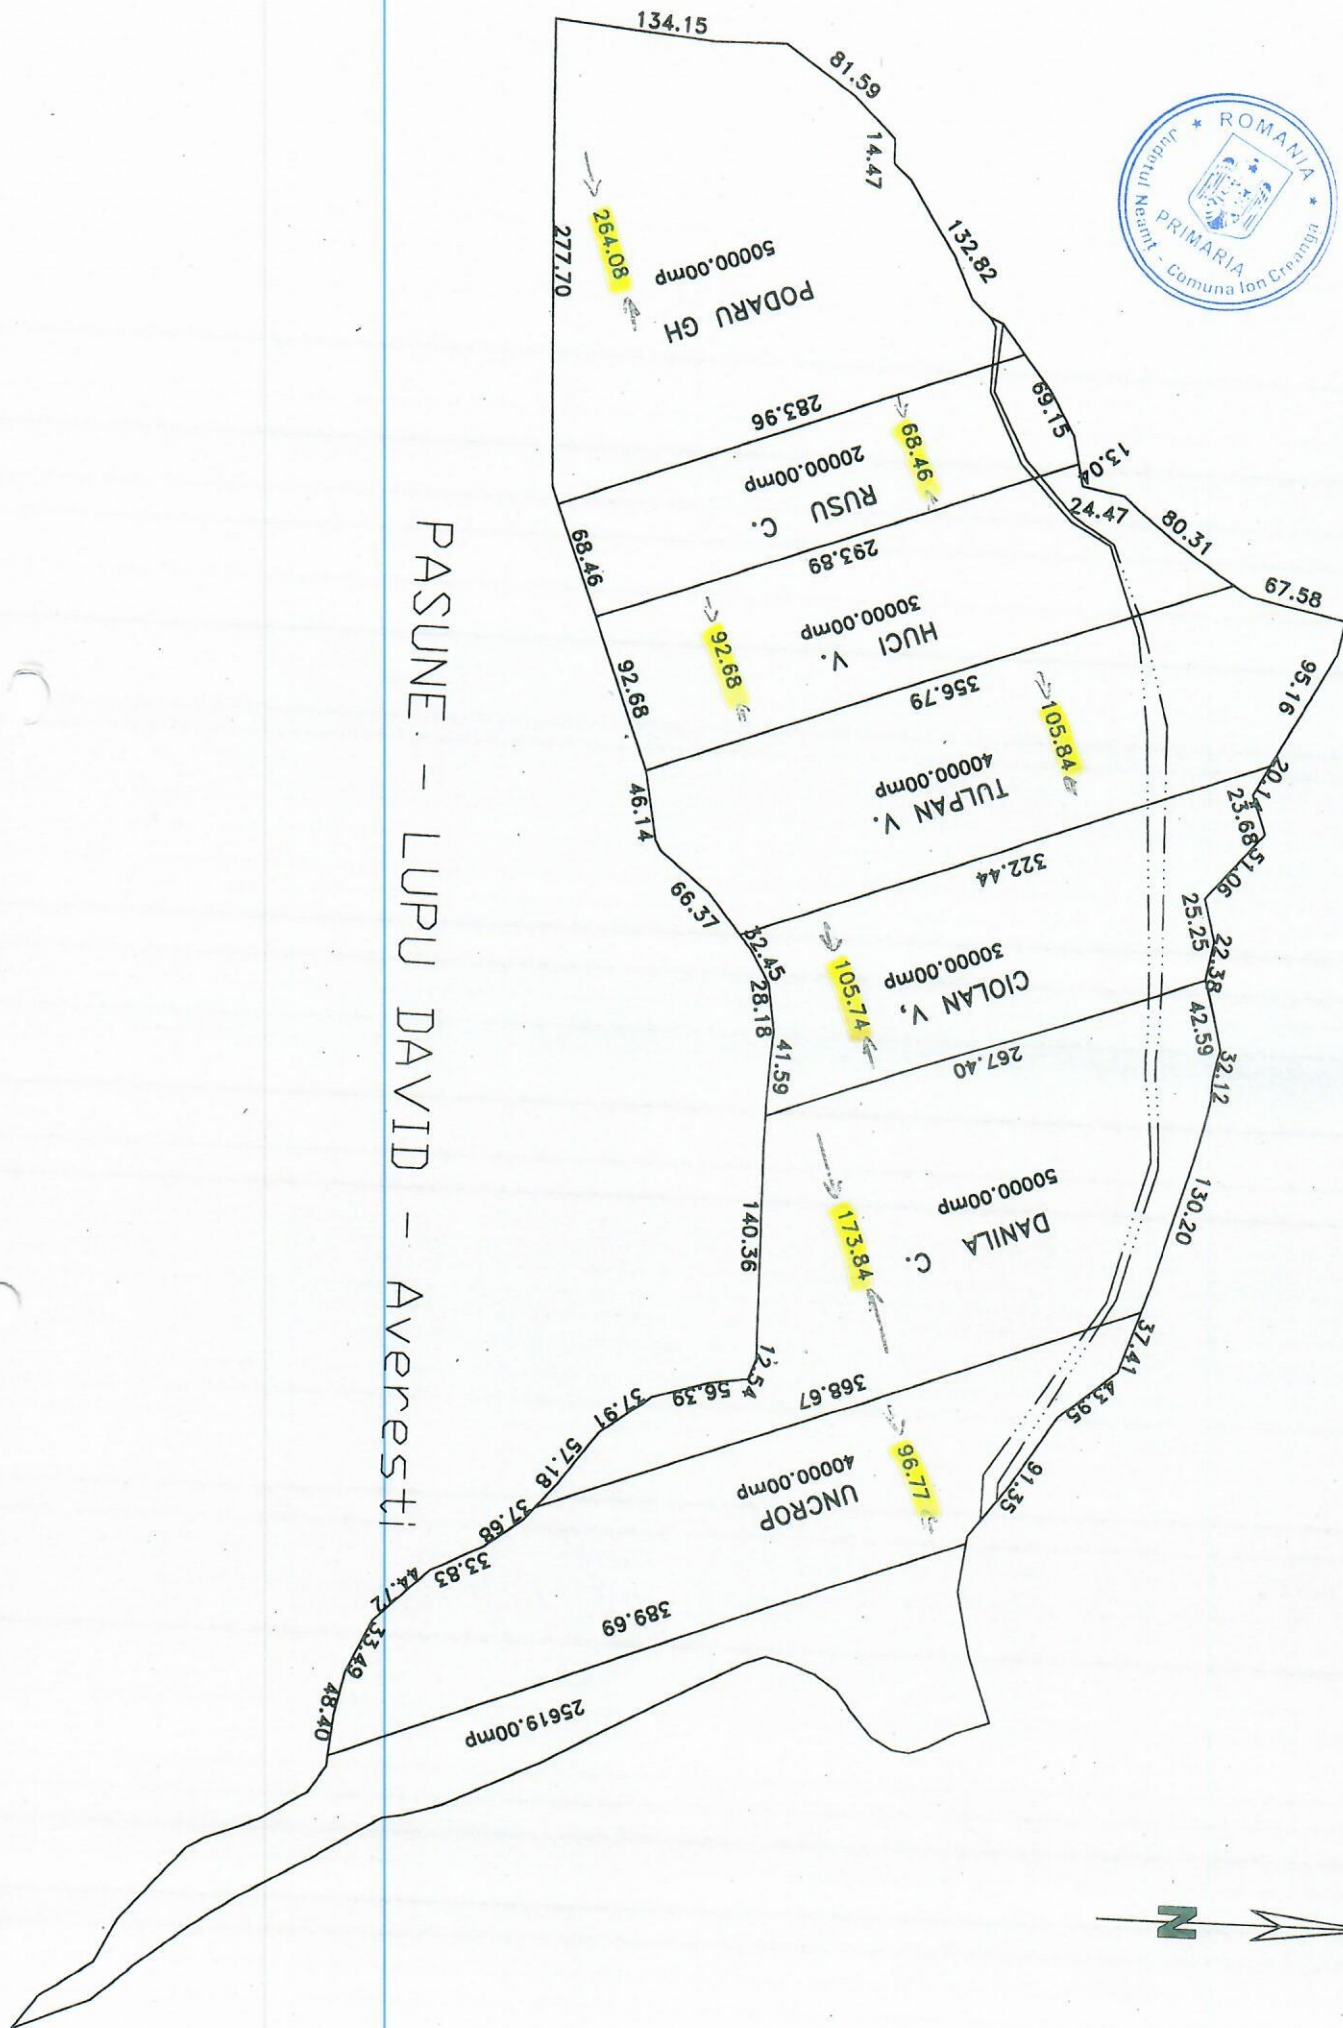 134.15
81.59
14.47
132.82
277.70
264.08
50000.00mp
PODARU GH
ROMANIA
Judetul Neamt - Comuna Ion Creanga
PRIMARIA
283.96
68.46
20000.00mp
RUSU C.
69.15
13.04
24.47
80.31
67.58
68.46
293.89
30000.00mp
HUCI V.
92.68
92.68
356.79
105.84
95.16
40000.00mp
TULPAN V.
46.14
66.37
322.44
23.68
51.06
25.25
22.38
32.45
28.18
41.59
105.74
30000.00mp
CIOLAN V,
267.40
42.59
32.12
130.20
140.36
173.84
50000.00mp
DANILA C.
12.54
56.39
37.91
57.18
368.67
37.41
43.95
91.35
96.77
40000.00mp
UNCROP
37.68
33.83
44.72
33.49
48.40
389.69
25619.00mp
PASUNE - LUPU DAVID - Averesti
N